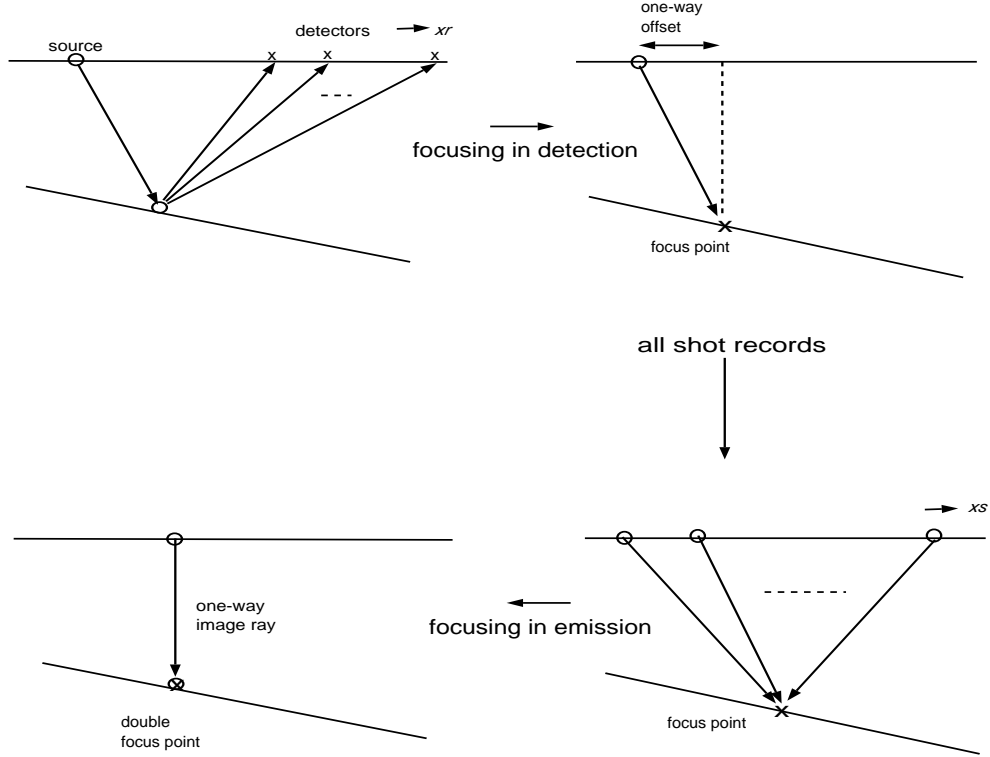 source
detectors
xr
x x x
one-way
offset
focusing in detection
focus point
x
all shot records
xs
one-way
image ray
focusing in emission
double
focus point
x
focus point
x